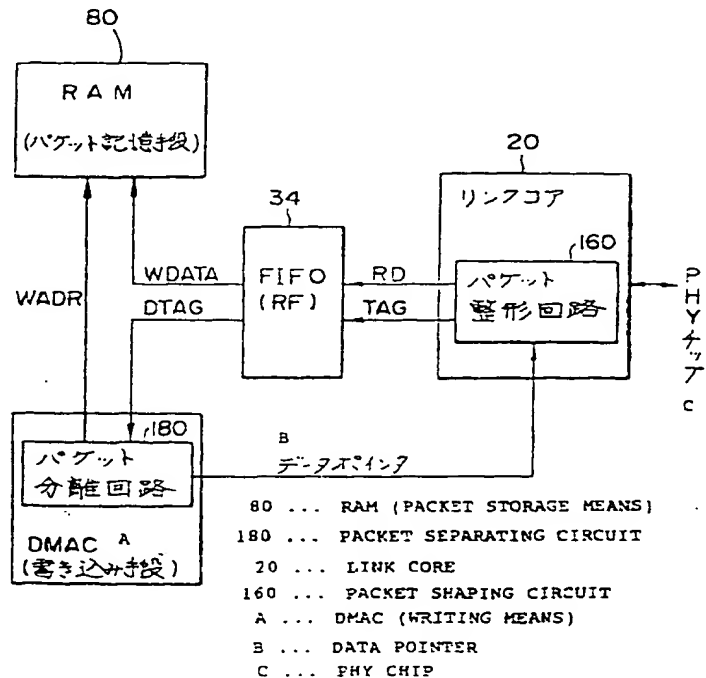 80
RAM
(パケット記憶手段)
20
リンクコア
34
160
FIFO
(RF)
WDATA
DTAG
RD
TAG
パケット
整形回路
PHYチップ
C
WADR
180
パケット
分離回路
B
データポインタ
DMAC A
(書き込み手段)
80 ... RAM (PACKET STORAGE MEANS)
180 ... PACKET SEPARATING CIRCUIT
20 ... LINK CORE
160 ... PACKET SHAPING CIRCUIT
A ... DMAC (WRITING MEANS)
B ... DATA POINTER
C ... PHY CHIP